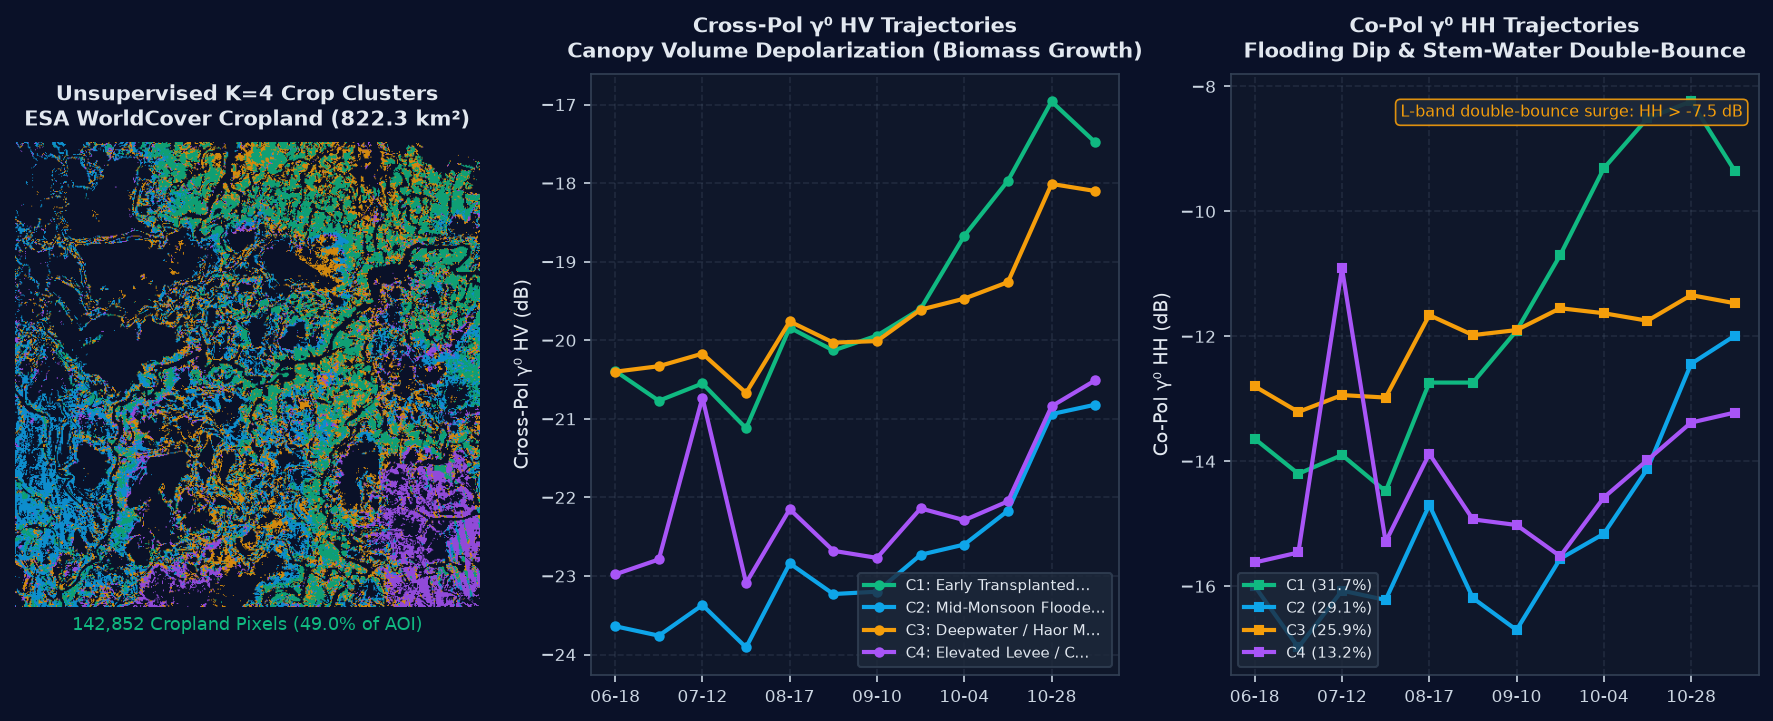 Unsupervised K=4 Crop Clusters
ESA WorldCover Cropland (822.3 km²)
142,852 Cropland Pixels (49.0% of AOI)
Cross-Pol γ⁰ HV Trajectories
Canopy Volume Depolarization (Biomass Growth)
Cross-Pol γ⁰ HV (dB)
−17
−18
−19
−20
−21
−22
−23
−24
C1: Early Transplanted...
C2: Mid-Monsoon Floode...
C3: Deepwater / Haor M...
C4: Elevated Levee / C...
06-18
07-12
08-17
09-10
10-04
10-28
Co-Pol γ⁰ HH Trajectories
Flooding Dip & Stem-Water Double-Bounce
Co-Pol γ⁰ HH (dB)
−8
−10
−12
−14
−16
L-band double-bounce surge: HH > -7.5 dB
C1 (31.7%)
C2 (29.1%)
C3 (25.9%)
C4 (13.2%)
06-18
07-12
08-17
09-10
10-04
10-28